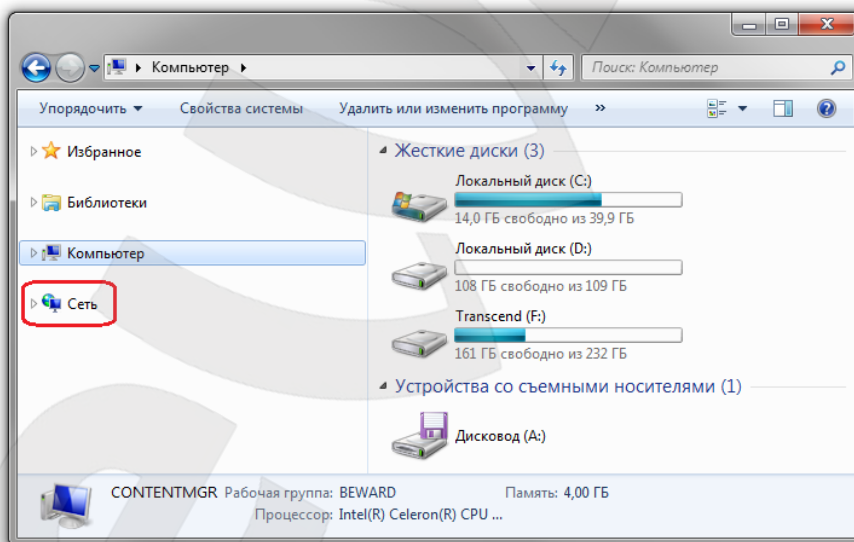 Компьютер
Поиск: Компьютер
Упорядочить Свойства системы Удалить или изменить программу »
Избранное
Библиотеки
Компьютер
Сеть
Жесткие диски (3)
Локальный диск (C:)
14,0 ГБ свободно из 39,9 ГБ
Локальный диск (D:)
108 ГБ свободно из 109 ГБ
Transcend (F:)
161 ГБ свободно из 232 ГБ
Устройства со съемными носителями (1)
Дисковод (A:)
CONTENTMGR Рабочая группа: BEWARD Память: 4,00 ГБ
Процессор: Intel(R) Celeron(R) CPU ...